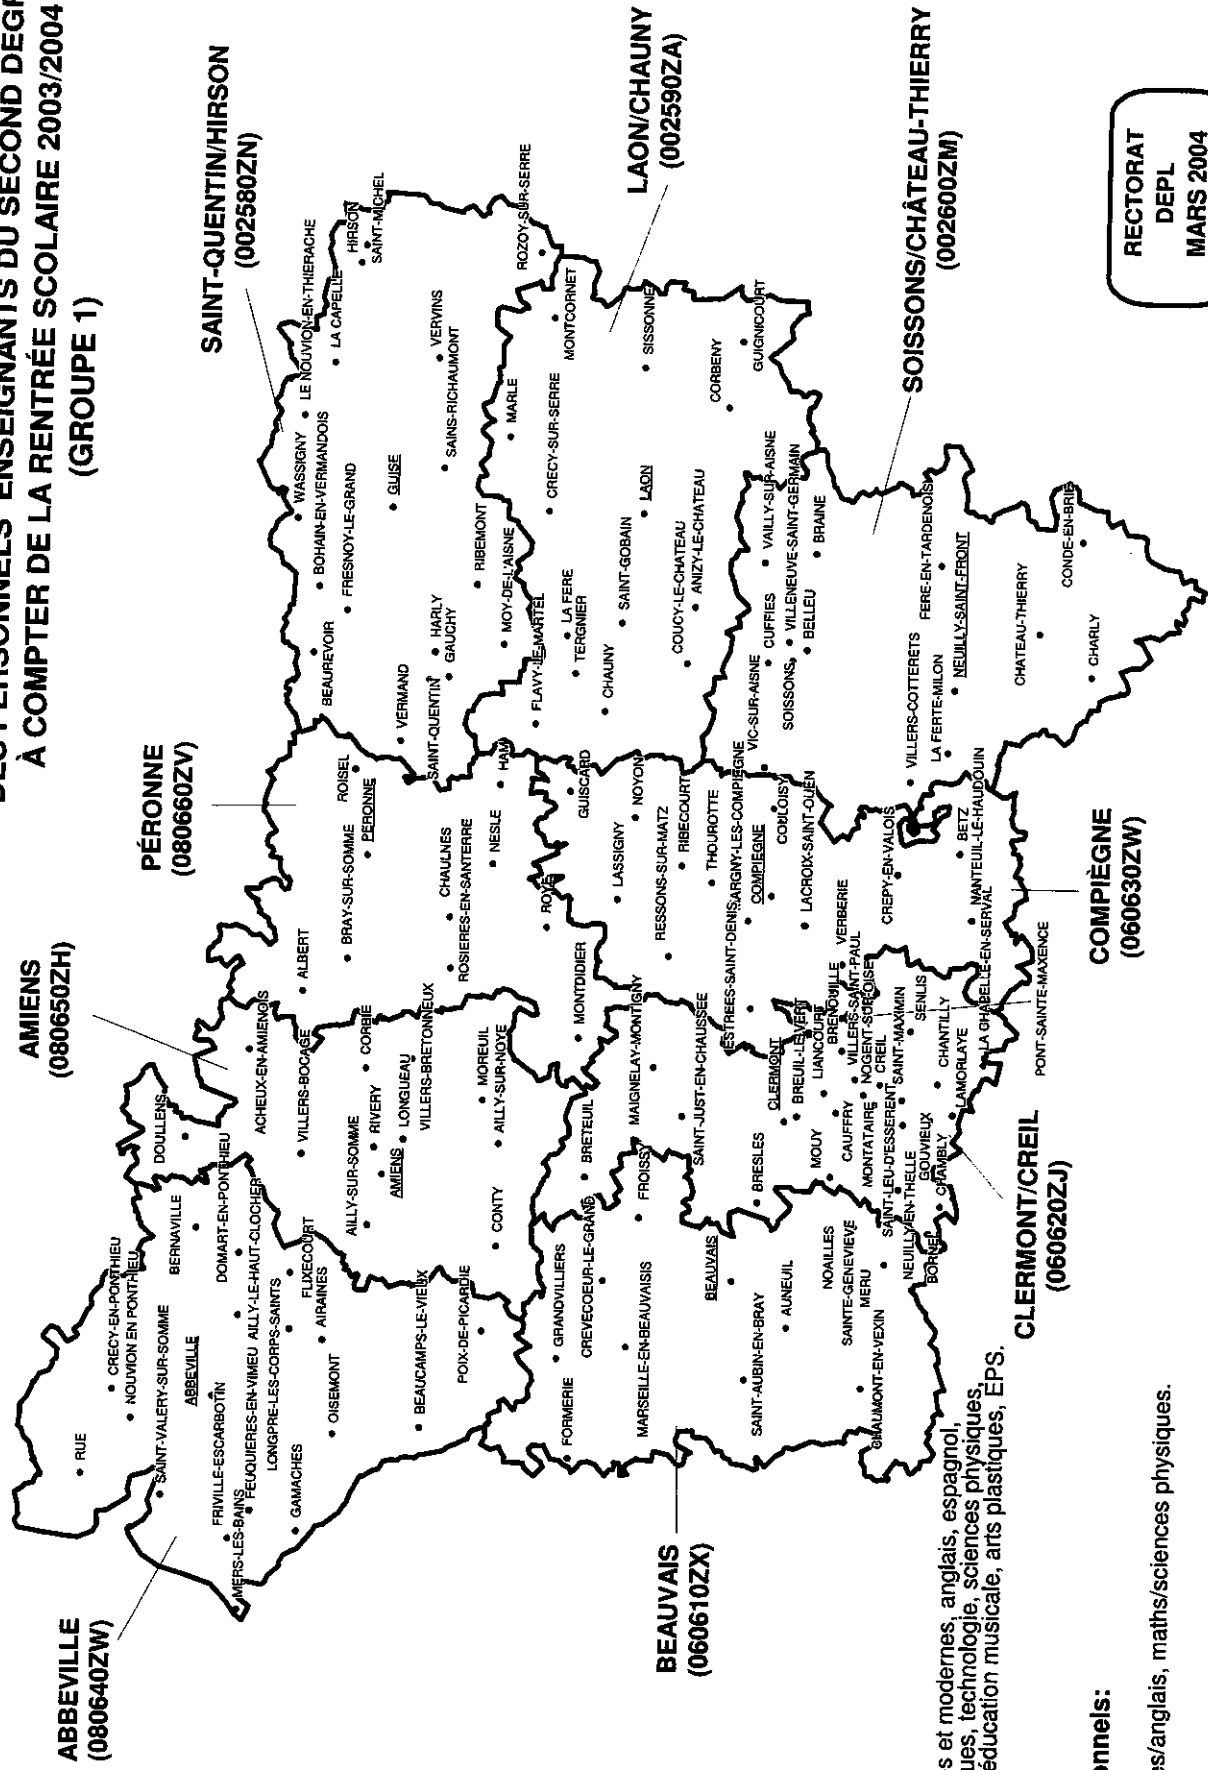 À COMPTER DE LA RENTRÉE SCOLAIRE 2003/2004
(GROUPE 1)
ABBEVILLE
(080640ZW)
AMIENS
(080650ZH)
PÉRONNE
(080660ZV)
SAINT-QUENTIN/HIRSON
(002580ZN)
LAON/CHAUNY
(002590ZA)
SOISSONS/CHÂTEAU-THIERRY
(002600ZM)
COMPIÈGNE
(060630ZW)
CLERMONT/CREIL
(060620ZJ)
BEAUVAIS
(060610ZX)
RUE
CRECY-EN-PONTHIEU
NOUVION EN PONTHIEU
SAINT-VALERY-SUR-SOMME
ABBEVILLE
FRIVILLE-ESCARBOTIN
MERS-LES-BAINS
FEUQUIERES-EN-VIMEU
AILLY-LE-HAUT-CLOCHER
LONGPRE-LES-CORPS-SAINTS
GAMACHES
OISEMONT
AIRAINES
FLIXECOURT
BERNAVILLE
DOMART-EN-PONTHIEU
DOULLENS
BEAUCAMPS-LE-VIEUX
POIX-DE-PICARDIE
ACHEUX-EN-AMIENOIS
VILLERS-BOCAGE
AILLY-SUR-SOMME
RIVERY
CORBIE
AMIENS
LONGUEAU
VILLERS-BRETONNEUX
MOREUIL
AILLY-SUR-NOYE
CONTY
ALBERT
BRAY-SUR-SOMME
PERONNE
ROISEL
CHAULNES
ROSIERES-EN-SANTERRE
NESLE
HAM
ROYE
MONTDIDIER
WASSIGNY
LE NOUVION-EN-THIERACHE
LA CAPELLE
HIRSON
SAINT-MICHEL
BOHAIN-EN-VERMANDOIS
FRESNOY-LE-GRAND
BEAUREVOIR
GUISE
VERMAND
SAINT-QUENTIN
HARLY
GAUCHY
RIBEMONT
SAINS-RICHAUMONT
VERVINS
MOY-DE-L'AISNE
FLAVY-LE-MARTEL
MARLE
ROZOY-SUR-SERRE
MONTCORNET
CRECY-SUR-SERRE
LA FERE
TERGNIER
CHAUNY
SAINT-GOBAIN
LAON
SISSONNE
COUCY-LE-CHATEAU
ANIZY-LE-CHATEAU
CORBENY
GUIGNICOURT
VIC-SUR-AISNE
CUFFIES
VAILLY-SUR-AISNE
SOISSONS
VILLENEUVE-SAINT-GERMAIN
BELLEU
BRAINE
VILLERS-COTTERETS
FERE-EN-TARDENOIS
LA FERTE-MILON
NEUILLY-SAINT-FRONT
CHATEAU-THIERRY
CONDE-EN-BRIE
CHARLY
GUISCARD
NOYON
LASSIGNY
RESSONS-SUR-MATZ
RIBECOURT
THOUROTTE
ESTREES-SAINT-DENIS
ARGNY-LES-COMPIEGNE
COMPIEGNE
COULOISY
LACROIX-SAINT-OUEN
VERBERIE
CREPY-EN-VALOIS
BETZ
NANTEUIL-LE-HAUDOUIN
BRETEUIL
MAIGNELAY-MONTIGNY
FROISSY
SAINT-JUST-EN-CHAUSSEE
BRESLES
CLERMONT
BREUIL-LE-VERT
LIANCOURT
BRENOUILLE
MOUY
CAUFFRY
VILLERS-SAINT-PAUL
NOGENT-SUR-OISE
MONTATAIRE
CREIL
SAINT-MAXIMIN
SAINT-LEU-D'ESSERENT
SENLIS
GOUVIEUX
CHANTILLY
LAMORLAYE
LA CHAPELLE-EN-SERVAL
PONT-SAINTE-MAXENCE
NEUILLY-EN-THELLE
CHAMBLY
BORNEL
FORMERIE
GRANDVILLIERS
CREVECOEUR-LE-GRAND
MARSEILLE-EN-BEAUVAISIS
BEAUVAIS
SAINT-AUBIN-EN-BRAY
AUNEUIL
NOAILLES
SAINTE-GENEVIEVE
MERU
CHAUMONT-EN-VEXIN
s et modernes, anglais, espagnol,
ues, technologie, sciences physiques,
éducation musicale, arts plastiques, EPS.
nnels:
es/anglais, maths/sciences physiques.
RECTORAT
DEPL
MARS 2004